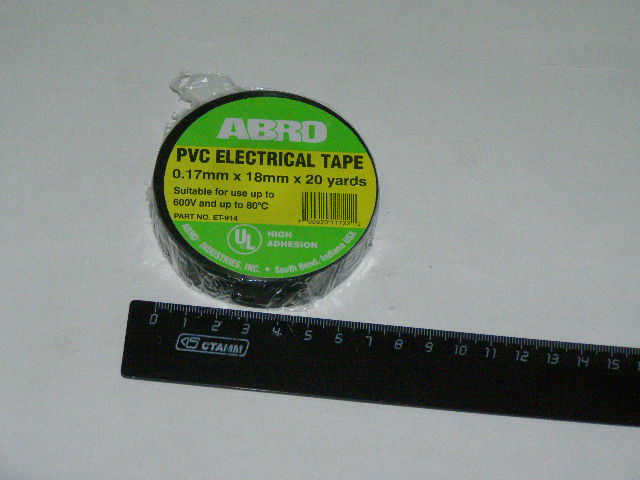 ABRO
PVC ELECTRICAL TAPE
0.17mm x 18mm x 20 yards
Suitable for use up to
600V and up to 80°C
PART NO. ET-914
UL
HIGH
ADHESION
ABRO INDUSTRIES, INC. • South Bend, Indiana USA
0 1 2 3 4 5 6 7 8 9 10 11 12 13 14 15
СТАММ